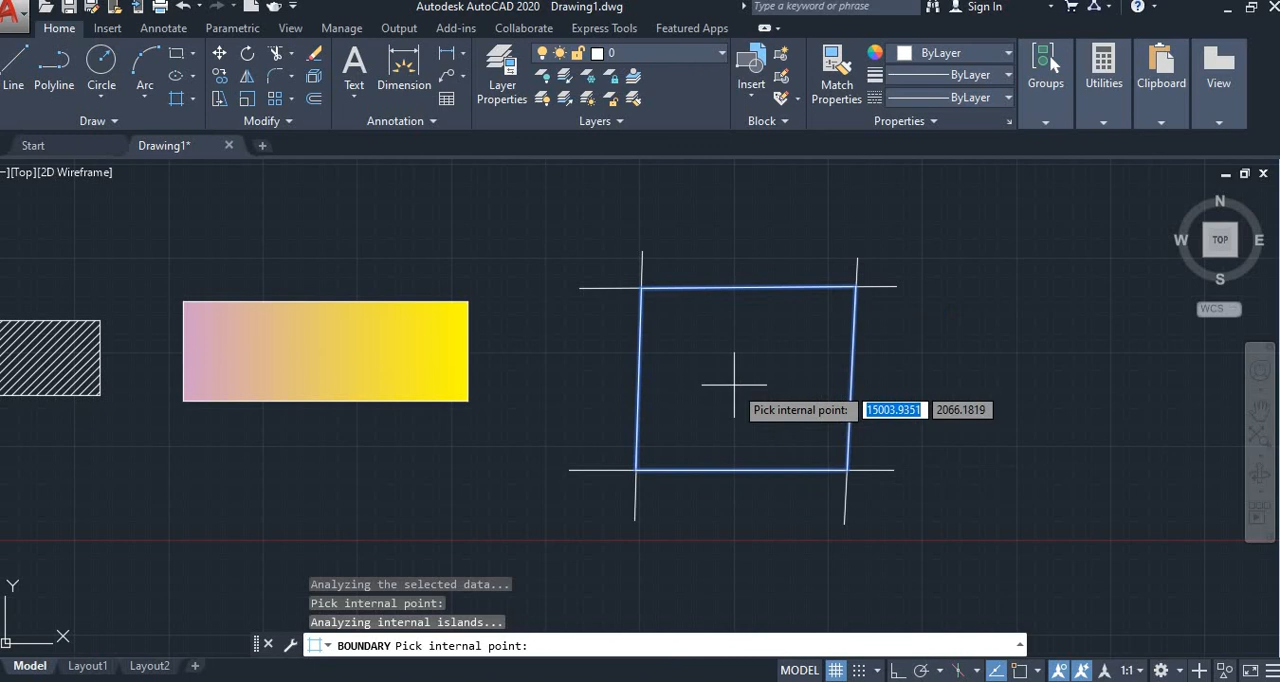 Autodesk AutoCAD 2020 Drawing1.dwg Type a keyword or phrase Sign In
Home Insert Annotate Parametric View Manage Output Add-ins Collaborate Express Tools Featured Apps
0 ByLayer
Line Polyline Circle Arc Text Dimension Layer Properties Insert Match Properties ByLayer Groups Utilities Clipboard View
ByLayer
Draw Modify Annotation Layers Block Properties
Start Drawing1*
–][Top][2D Wireframe]
N
W TOP E
S
WCS
Pick internal point: 15003.9351 2066.1819
Y
X
Analyzing the selected data...
Pick internal point:
Analyzing internal islands...
BOUNDARY Pick internal point:
Model Layout1 Layout2 + MODEL 1:1